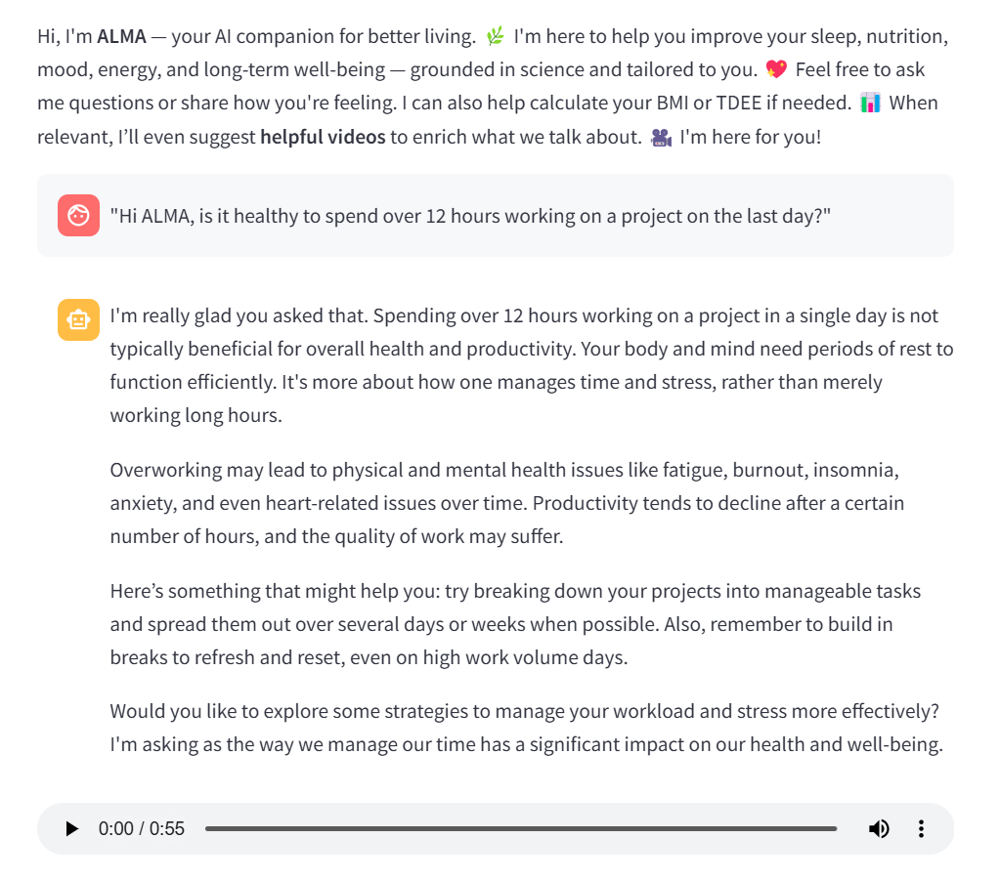 Hi, I'm ALMA — your AI companion for better living. 🌿 I'm here to help you improve your sleep, nutrition,
mood, energy, and long-term well-being — grounded in science and tailored to you. 💖 Feel free to ask
me questions or share how you're feeling. I can also help calculate your BMI or TDEE if needed. 📊 When
relevant, I’ll even suggest helpful videos to enrich what we talk about. 🎥 I'm here for you!
"Hi ALMA, is it healthy to spend over 12 hours working on a project on the last day?"
I'm really glad you asked that. Spending over 12 hours working on a project in a single day is not
typically beneficial for overall health and productivity. Your body and mind need periods of rest to
function efficiently. It's more about how one manages time and stress, rather than merely
working long hours.
Overworking may lead to physical and mental health issues like fatigue, burnout, insomnia,
anxiety, and even heart-related issues over time. Productivity tends to decline after a certain
number of hours, and the quality of work may suffer.
Here’s something that might help you: try breaking down your projects into manageable tasks
and spread them out over several days or weeks when possible. Also, remember to build in
breaks to refresh and reset, even on high work volume days.
Would you like to explore some strategies to manage your workload and stress more effectively?
I'm asking as the way we manage our time has a significant impact on our health and well-being.
0:00 / 0:55